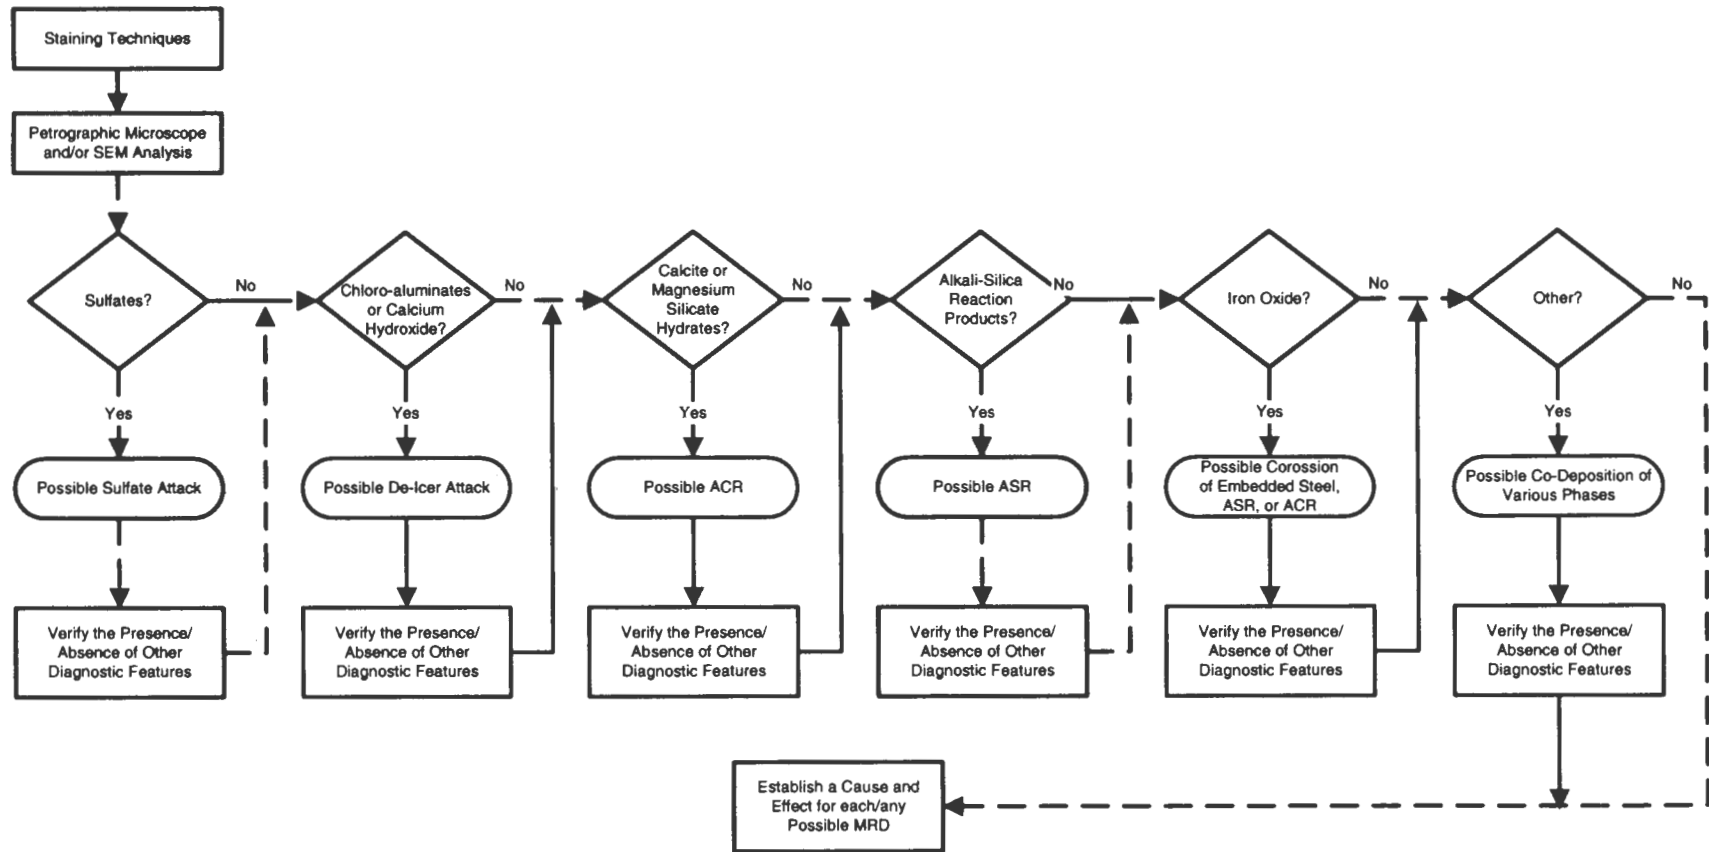 Staining Techniques
Petrographic Microscope
and/or SEM Analysis
Sulfates?
No
Yes
Possible Sulfate Attack
Verify the Presence/
Absence of Other
Diagnostic Features
Chloro-aluminates
or Calcium
Hydroxide?
No
Yes
Possible De-Icer Attack
Verify the Presence/
Absence of Other
Diagnostic Features
Calcite or
Magnesium
Silicate
Hydrates?
No
Yes
Possible ACR
Verify the Presence/
Absence of Other
Diagnostic Features
Alkali-Silica
Reaction
Products?
No
Yes
Possible ASR
Verify the Presence/
Absence of Other
Diagnostic Features
Iron Oxide?
No
Yes
Possible Corossion
of Embedded Steel,
ASR, or ACR
Verify the Presence/
Absence of Other
Diagnostic Features
Other?
No
Yes
Possible Co-Deposition of
Various Phases
Verify the Presence/
Absence of Other
Diagnostic Features
Establish a Cause and
Effect for each/any
Possible MRD